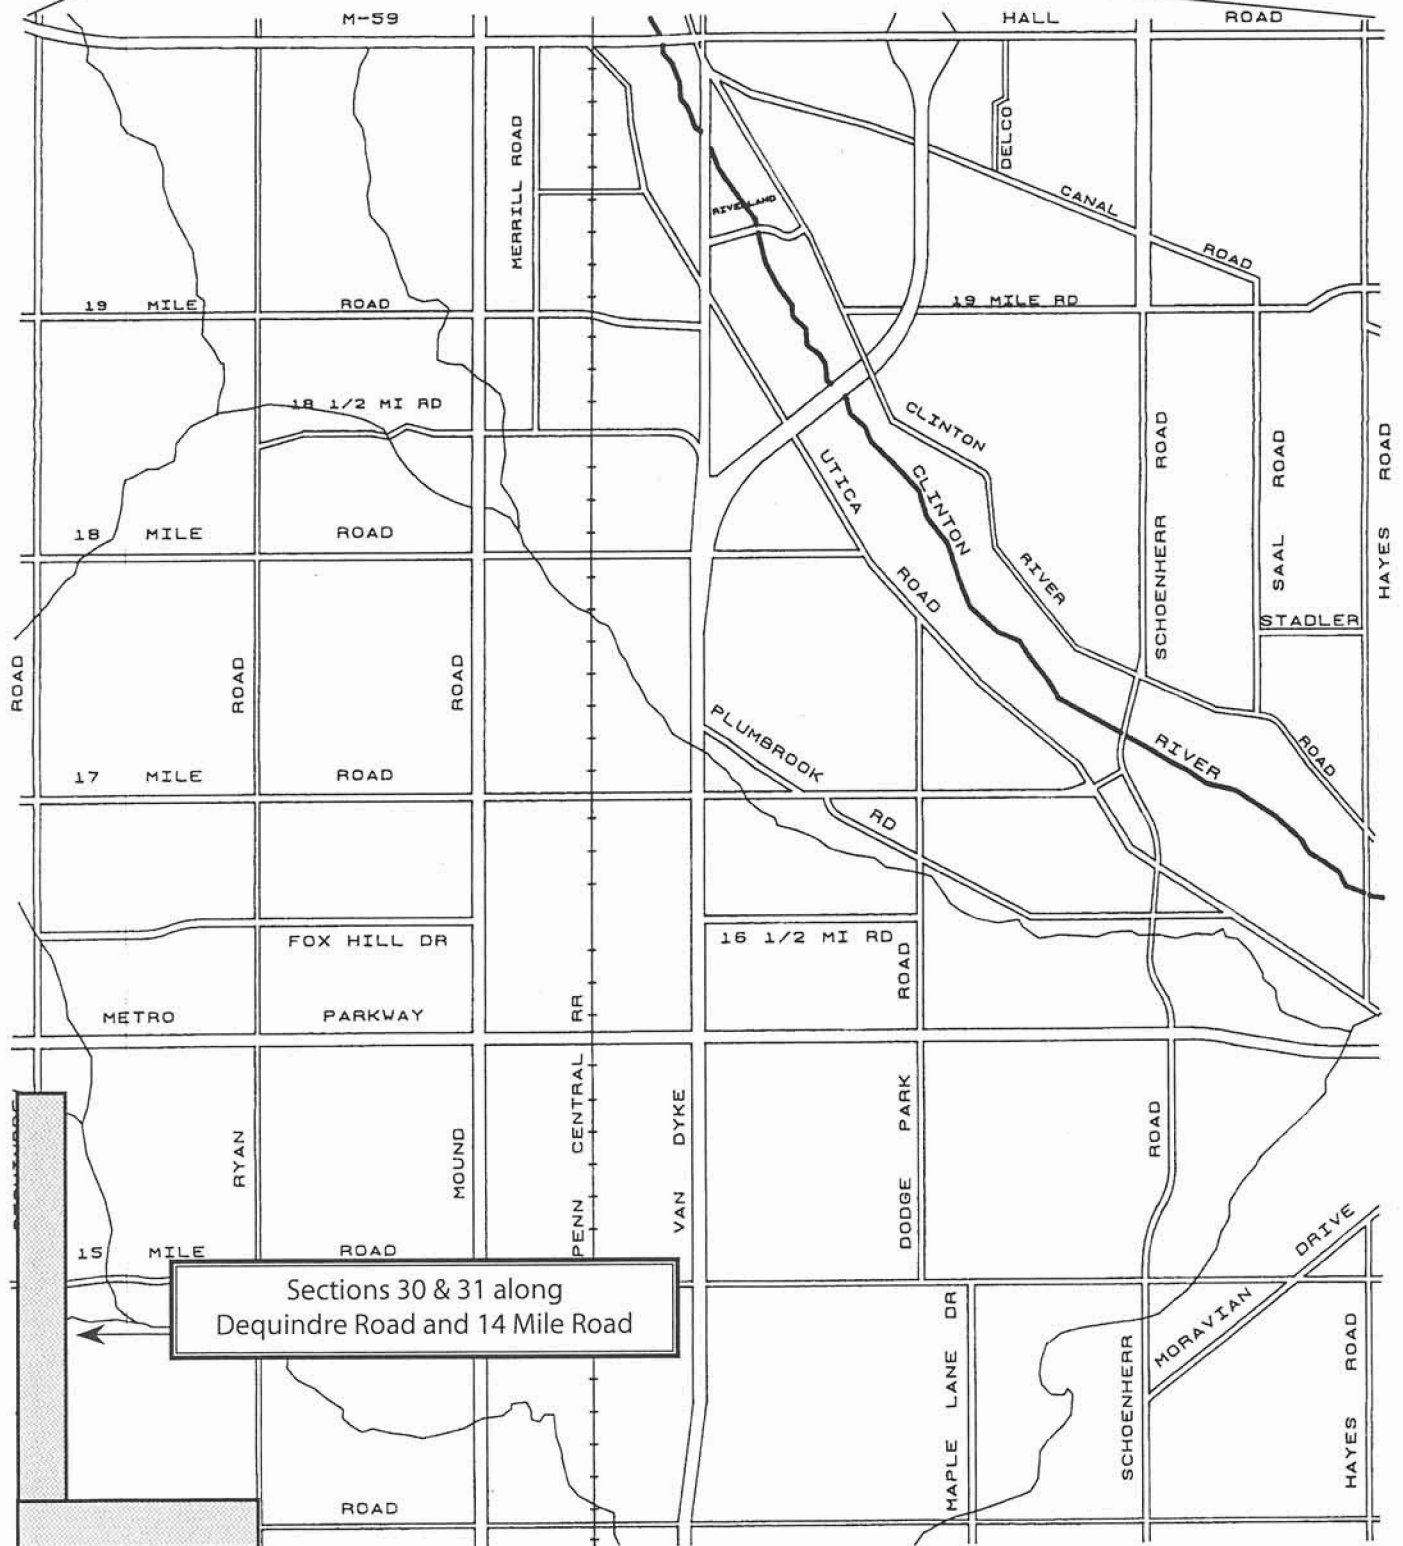 M-59
HALL ROAD
MERRILL ROAD
DELCO
CANAL ROAD
RIVERLAND
19 MILE ROAD
19 MILE RD
18 1/2 MI RD
CLINTON RIVER ROAD
CLINTON RIVER
UTICA ROAD
SCHOENHERR ROAD
SAAL ROAD
HAYES ROAD
18 MILE ROAD
STADLER
ROAD
ROAD
ROAD
PLUMBROOK RD
17 MILE ROAD
FOX HILL DR
16 1/2 MI RD
METRO PARKWAY
RYAN
MOUND
PENN CENTRAL RR
VAN DYKE
DODGE PARK ROAD
ROAD
15 MILE ROAD
MORAVIAN DRIVE
Sections 30 & 31 along
Dequindre Road and 14 Mile Road
MAPLE LANE DR
SCHOENHERR
HAYES ROAD
ROAD